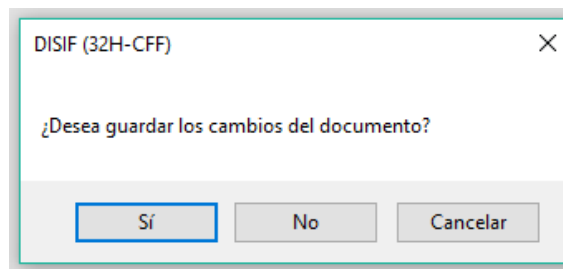 DISIF (32H-CFF)
¿Desea guardar los cambios del documento?
Sí No Cancelar